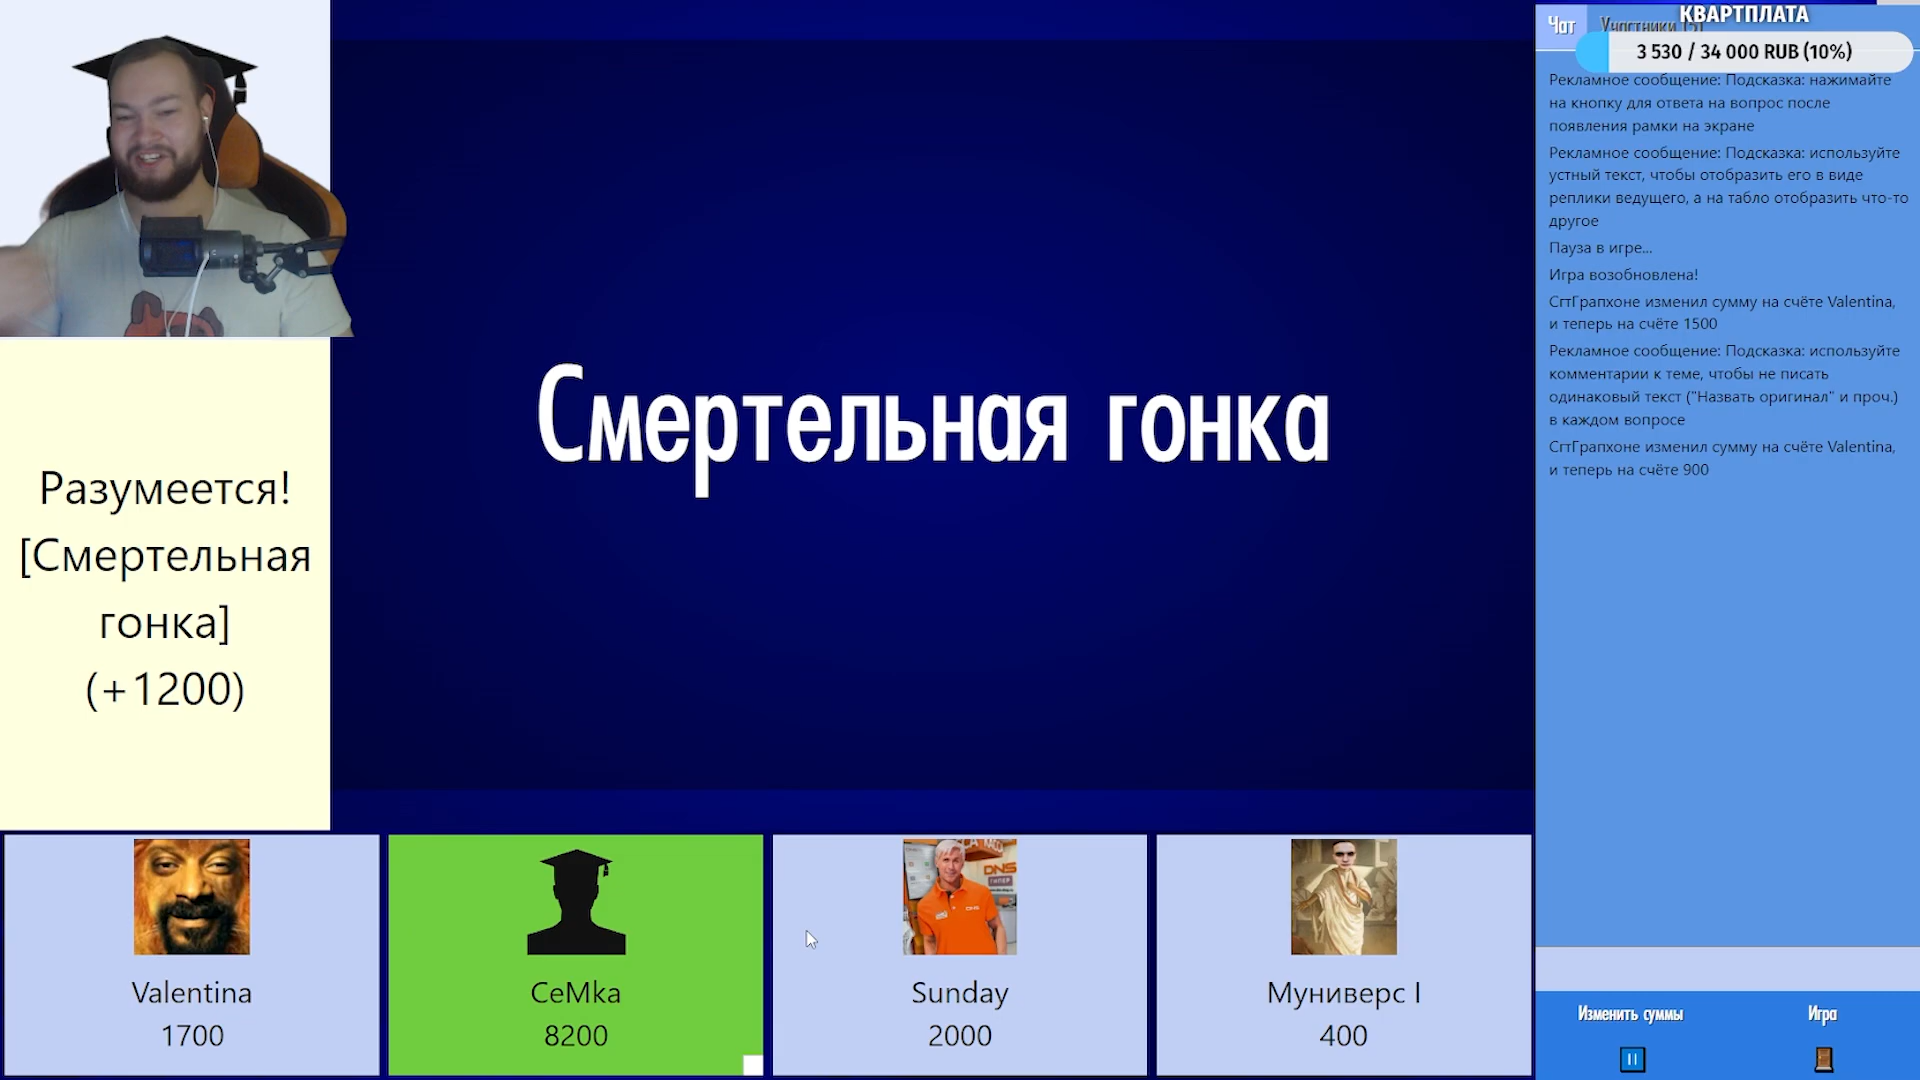 КВАРТПЛАТА
Чат Участники
3 530 / 34 000 RUB (10%)
Рекламное сообщение: Подсказка: нажимайте
на кнопку для ответа на вопрос после
появления рамки на экране
Рекламное сообщение: Подсказка: используйте
устный текст, чтобы отобразить его в виде
реплики ведущего, а на табло отобразить что-то
другое
Пауза в игре...
Игра возобновлена!
СгтГрапхоне изменил сумму на счёте Valentina,
и теперь на счёте 1500
Рекламное сообщение: Подсказка: используйте
комментарии к теме, чтобы не писать
одинаковый текст ("Назвать оригинал" и проч.)
в каждом вопросе
СгтГрапхоне изменил сумму на счёте Valentina,
и теперь на счёте 900
Смертельная гонка
Разумеется!
[Смертельная
гонка]
(+1200)
DNS
ГИПЕР
Valentina
1700
CeMka
8200
Sunday
2000
Муниверс I
400
Изменить суммы
Игра